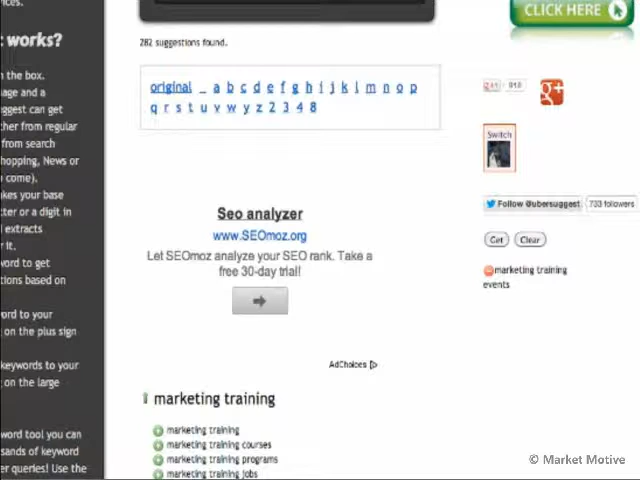 CLICK HERE
works?
282 suggestions found.
n the box.
original _ a b c d e f g h i j k l m n o p
q r s t u v w y z 2 3 4 8
age and a
ggest can get
her from regular
from search
hopping, News or
come).
kes your base
ter or a digit in
extracts
r it.
word to get
tions based on
ord to your
on the plus sign
keywords to your
on the large
word tool you can
sands of keyword
er queries! Use the
Seo analyzer
www.SEOmoz.org
Let SEOmoz analyze your SEO rank. Take a
free 30-day trial!
AdChoices
marketing training
marketing training
marketing training courses
marketing training programs
marketing training jobs
g+
Switch
Follow @ubersuggest 733 followers
Get Clear
marketing training
events
© Market Motive